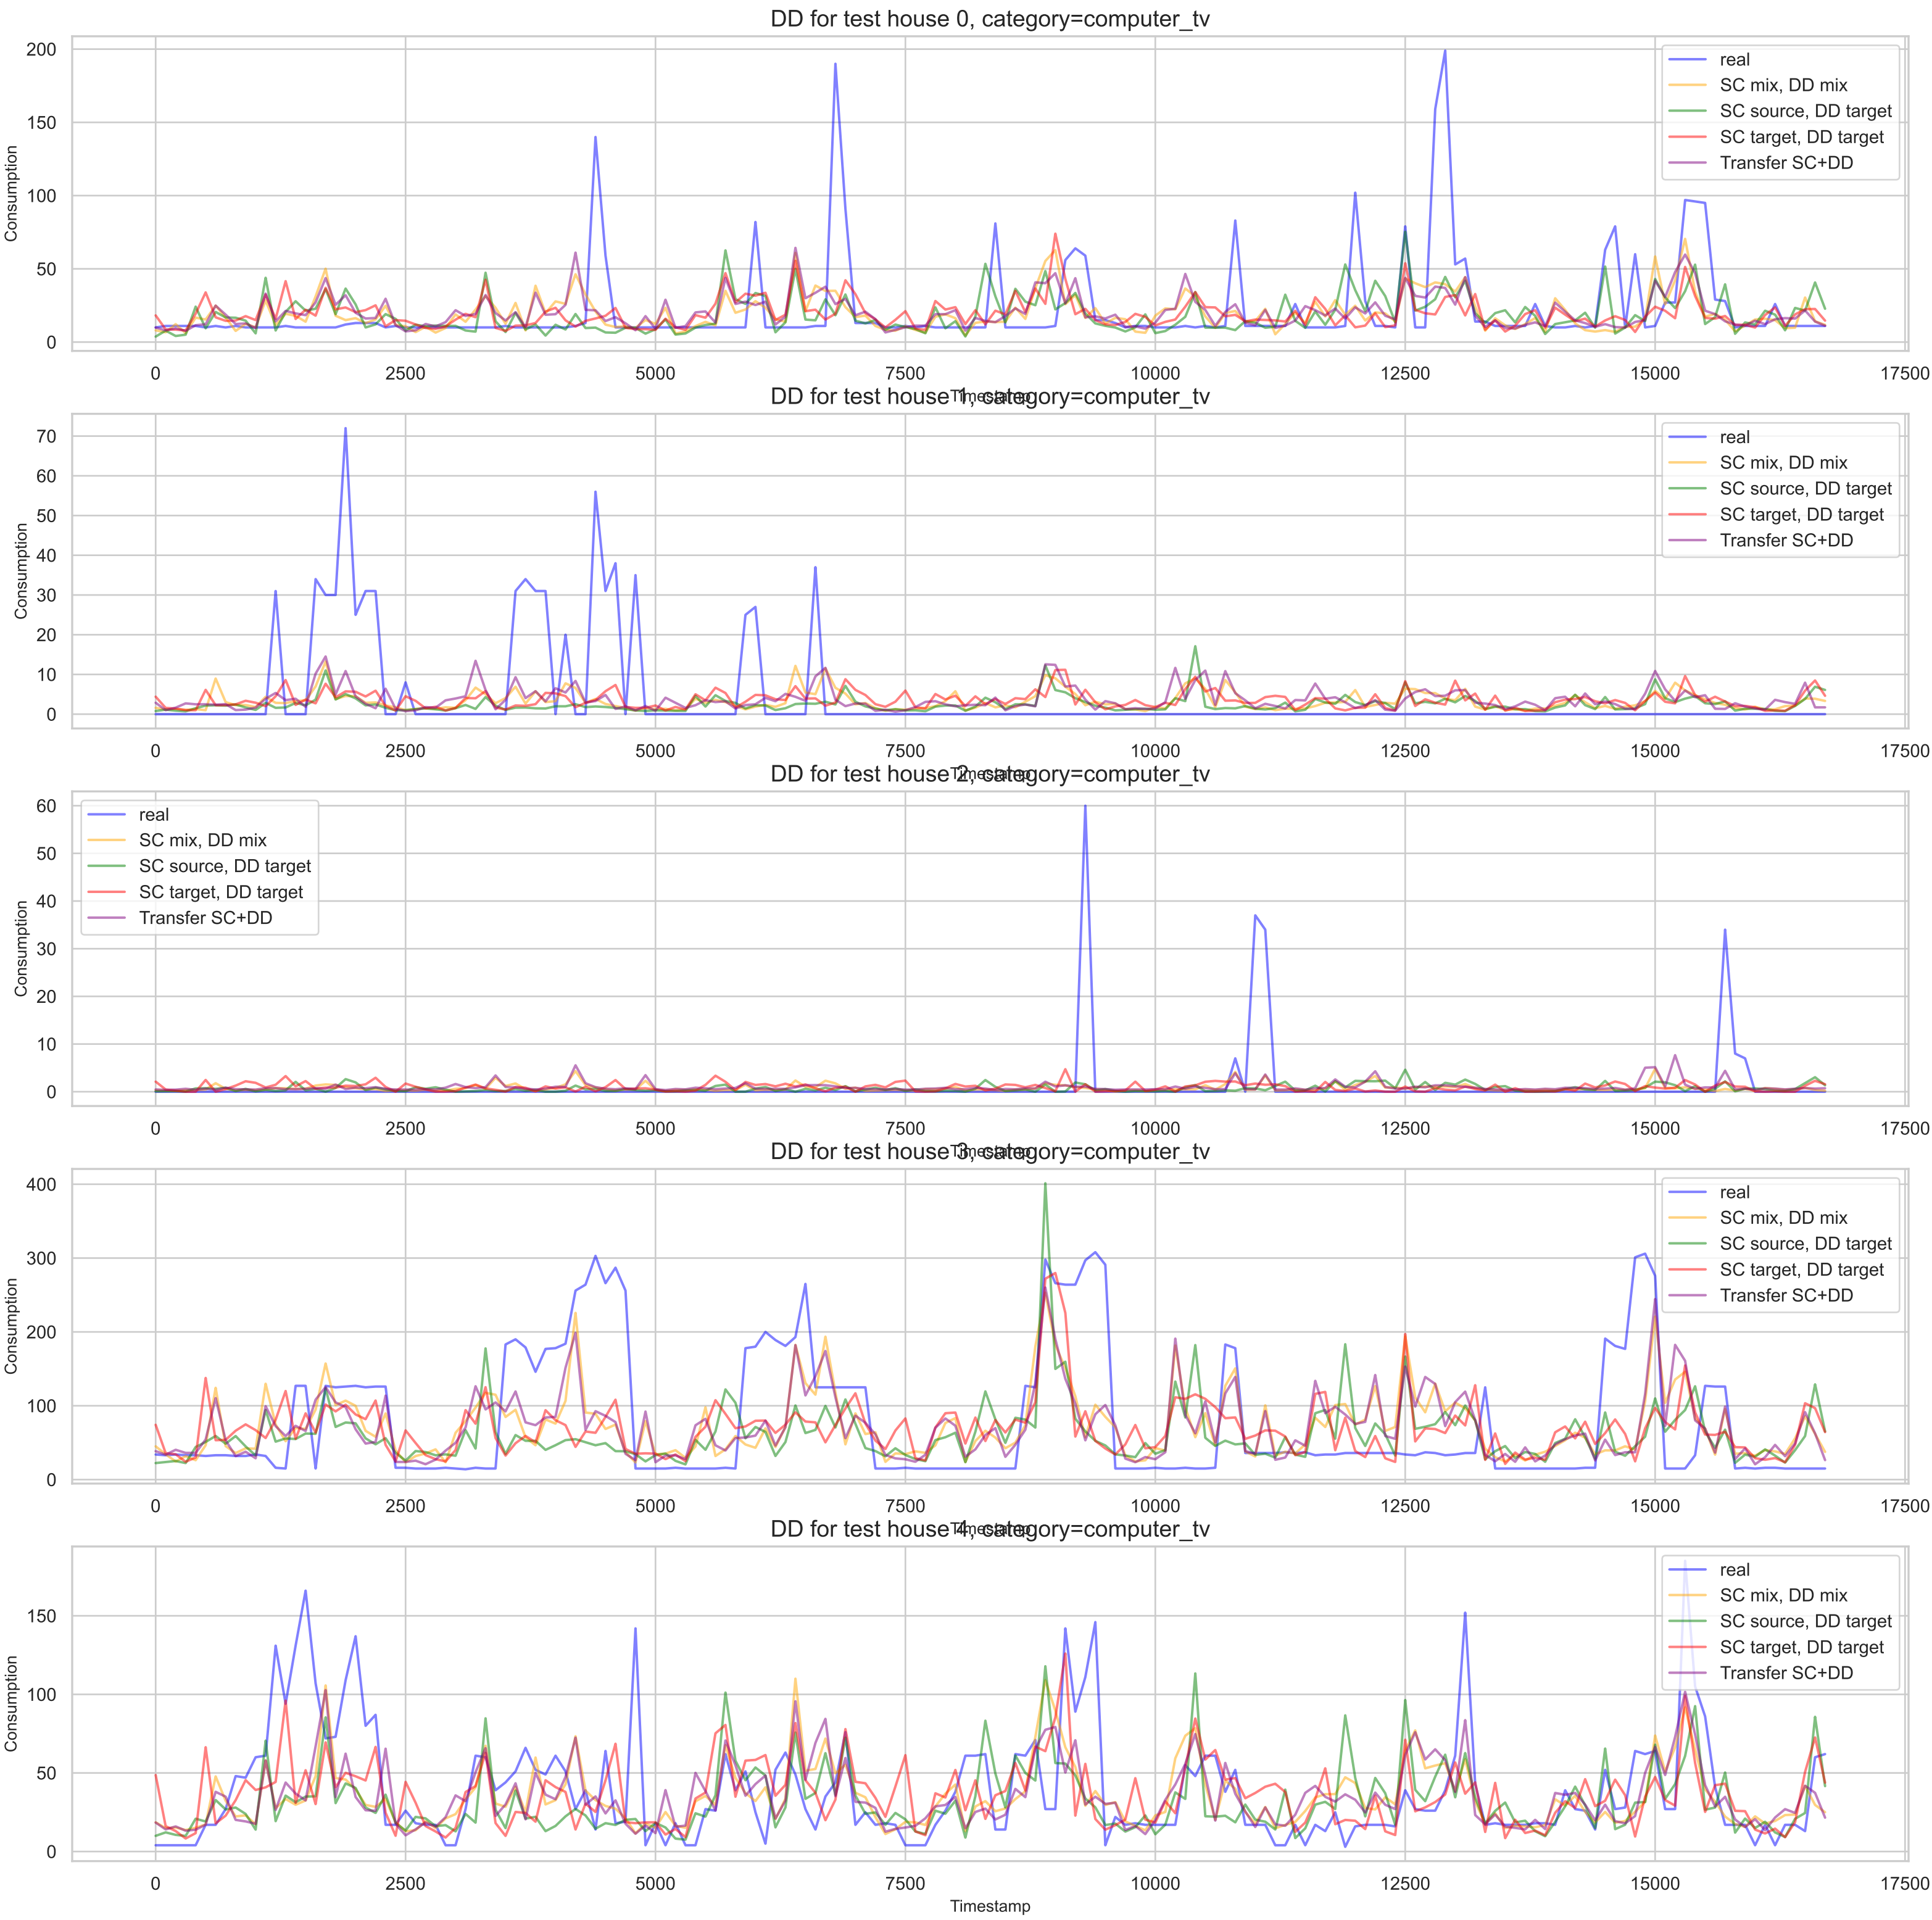 DD for test house 0, category=computer_tv
200
150
100
50
0
Consumption
real
SC mix, DD mix
SC source, DD target
SC target, DD target
Transfer SC+DD
0 2500 5000 7500 10000 12500 15000 17500
Timestamp
DD for test house 1, category=computer_tv
70
60
50
40
30
20
10
0
Consumption
real
SC mix, DD mix
SC source, DD target
SC target, DD target
Transfer SC+DD
0 2500 5000 7500 10000 12500 15000 17500
Timestamp
DD for test house 2, category=computer_tv
60
50
40
30
20
10
0
Consumption
real
SC mix, DD mix
SC source, DD target
SC target, DD target
Transfer SC+DD
0 2500 5000 7500 10000 12500 15000 17500
Timestamp
DD for test house 3, category=computer_tv
400
300
200
100
0
Consumption
real
SC mix, DD mix
SC source, DD target
SC target, DD target
Transfer SC+DD
0 2500 5000 7500 10000 12500 15000 17500
Timestamp
DD for test house 4, category=computer_tv
150
100
50
0
Consumption
real
SC mix, DD mix
SC source, DD target
SC target, DD target
Transfer SC+DD
0 2500 5000 7500 10000 12500 15000 17500
Timestamp